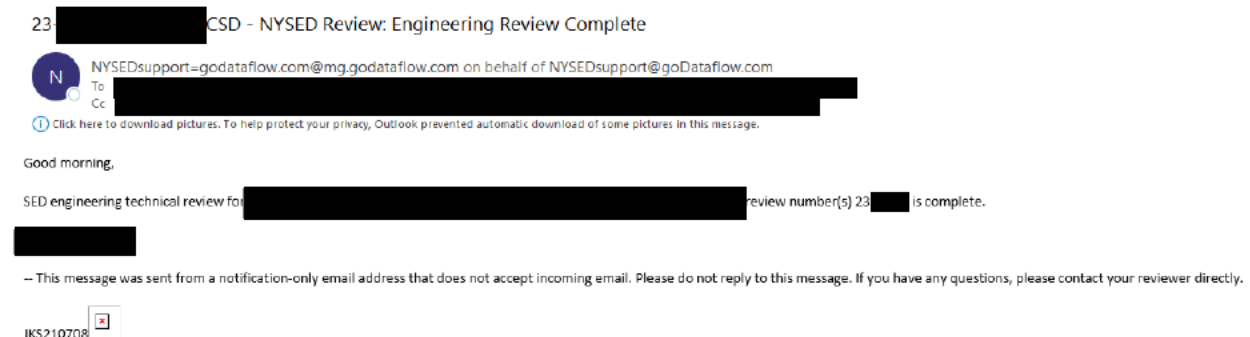 23- CSD - NYSED Review: Engineering Review Complete
N
NYSEDsupport=godataflow.com@mg.godataflow.com on behalf of NYSEDsupport@goDataflow.com
To
Cc
Click here to download pictures. To help protect your privacy, Outlook prevented automatic download of some pictures in this message.
Good morning,
SED engineering technical review for review number(s) 23 is complete.
-- This message was sent from a notification-only email address that does not accept incoming email. Please do not reply to this message. If you have any questions, please contact your reviewer directly.
JKS210708